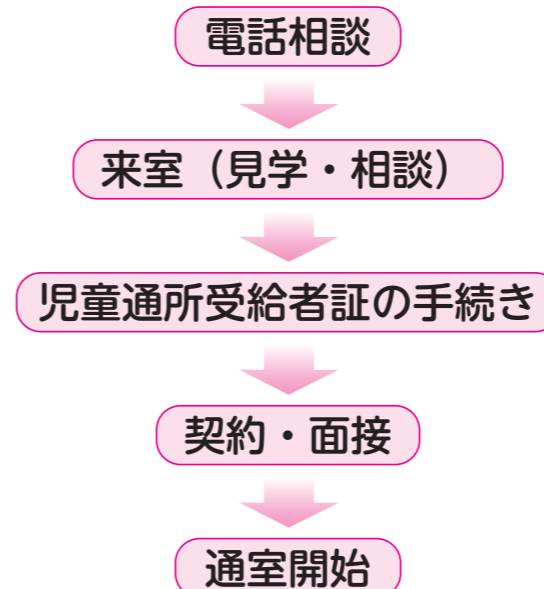 電話相談
来室（見学・相談）
児童通所受給者証の手続き
契約・面接
通室開始